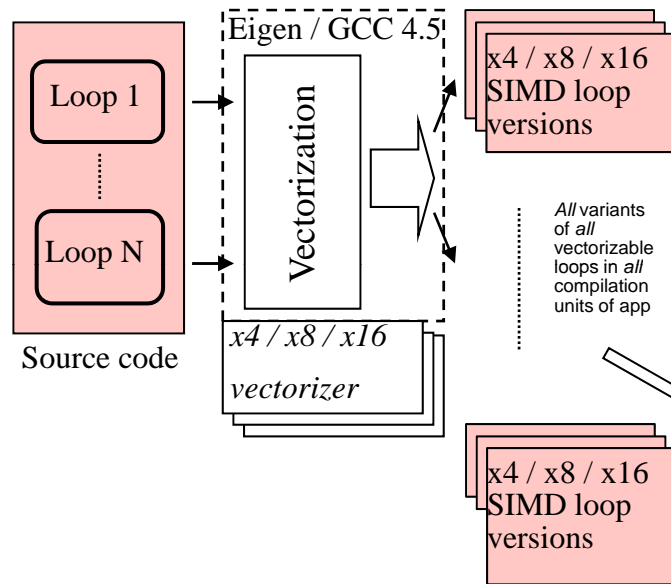 Eigen / GCC 4.5
Loop 1
Loop N
Source code
Vectorization
x4 / x8 / x16
vectorizer
x4 / x8 / x16
SIMD loop
versions
All variants
of all
vectorizable
loops in all
compilation
units of app
x4 / x8 / x16
SIMD loop
versions